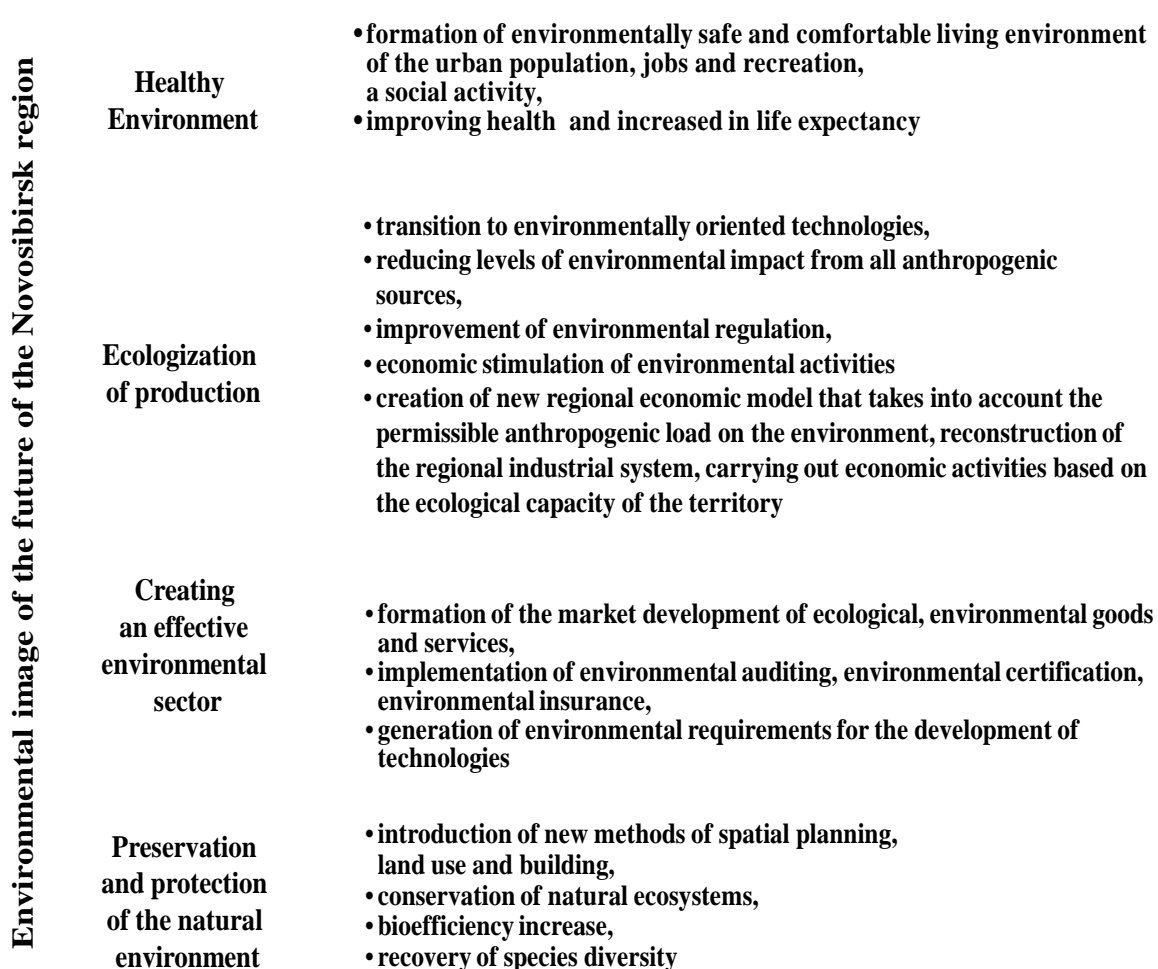 Environmental image of the future of the Novosibirsk region
Healthy
Environment
• formation of environmentally safe and comfortable living environment
of the urban population, jobs and recreation,
a social activity,
• improving health and increased in life expectancy
Ecologization
of production
• transition to environmentally oriented technologies,
• reducing levels of environmental impact from all anthropogenic
sources,
• improvement of environmental regulation,
• economic stimulation of environmental activities
• creation of new regional economic model that takes into account the
permissible anthropogenic load on the environment, reconstruction of
the regional industrial system, carrying out economic activities based on
the ecological capacity of the territory
Creating
an effective
environmental
sector
• formation of the market development of ecological, environmental goods
and services,
• implementation of environmental auditing, environmental certification,
environmental insurance,
• generation of environmental requirements for the development of
technologies
Preservation
and protection
of the natural
environment
• introduction of new methods of spatial planning,
land use and building,
• conservation of natural ecosystems,
• bioefficiency increase,
• recovery of species diversity